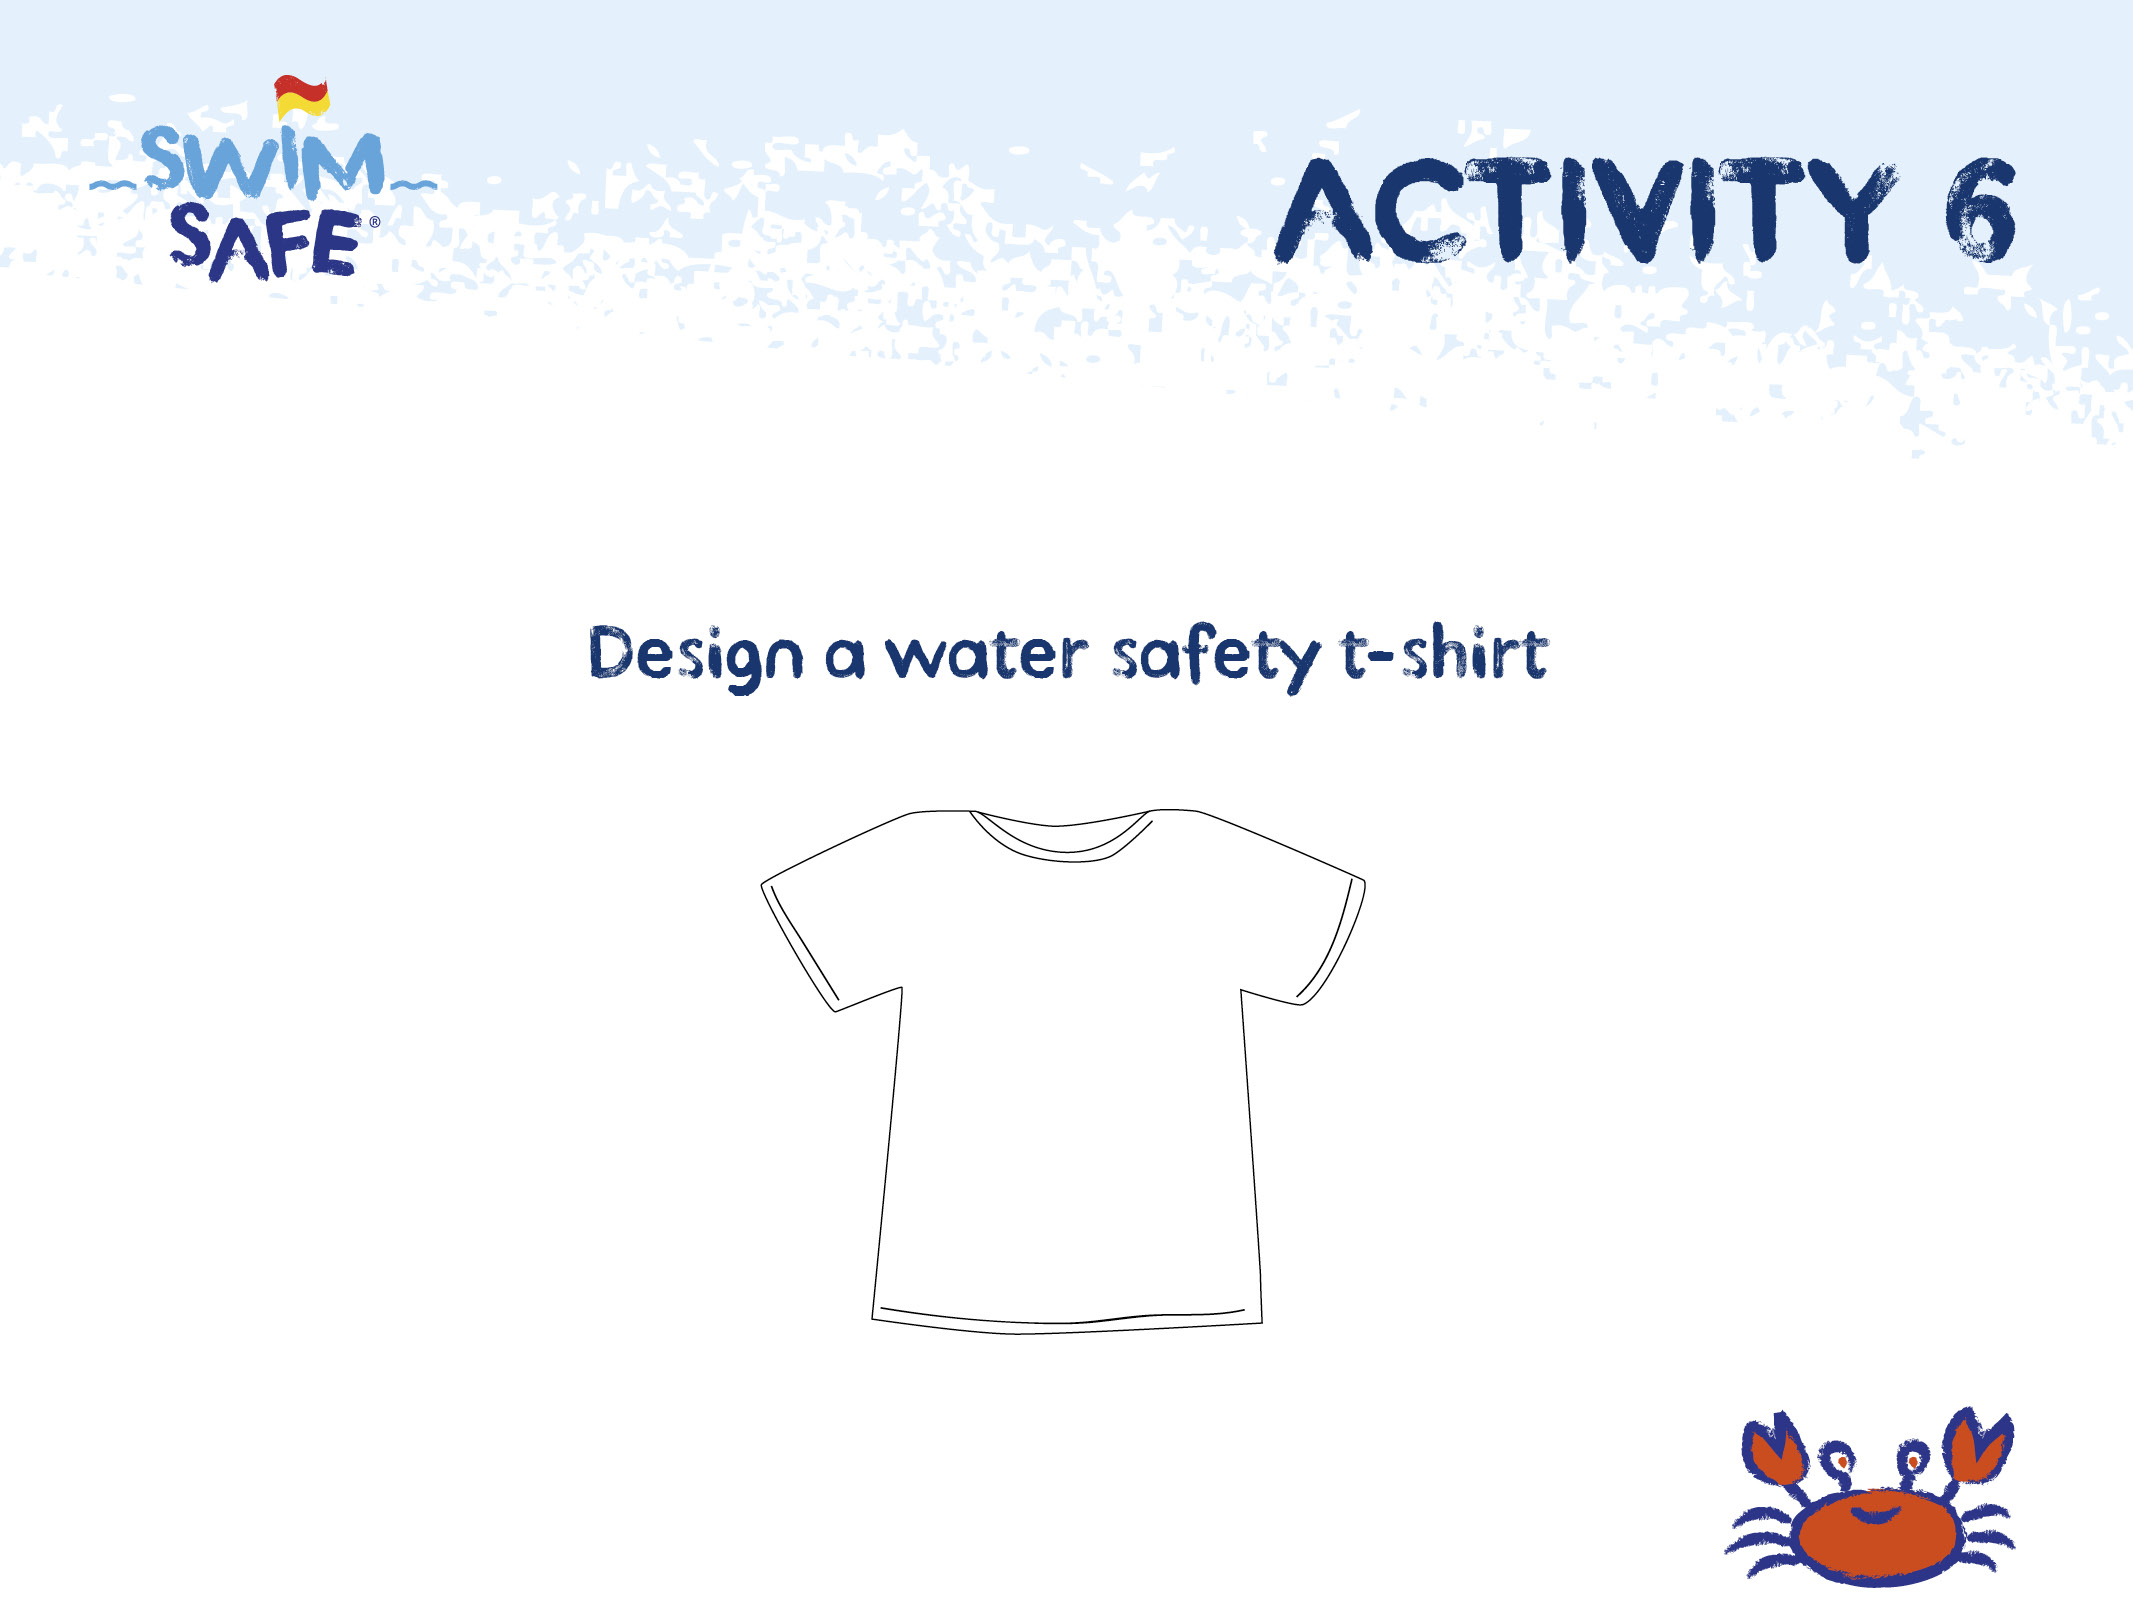 SWIM
SAFE®
ACTIVITY 6
Design a water safety t-shirt